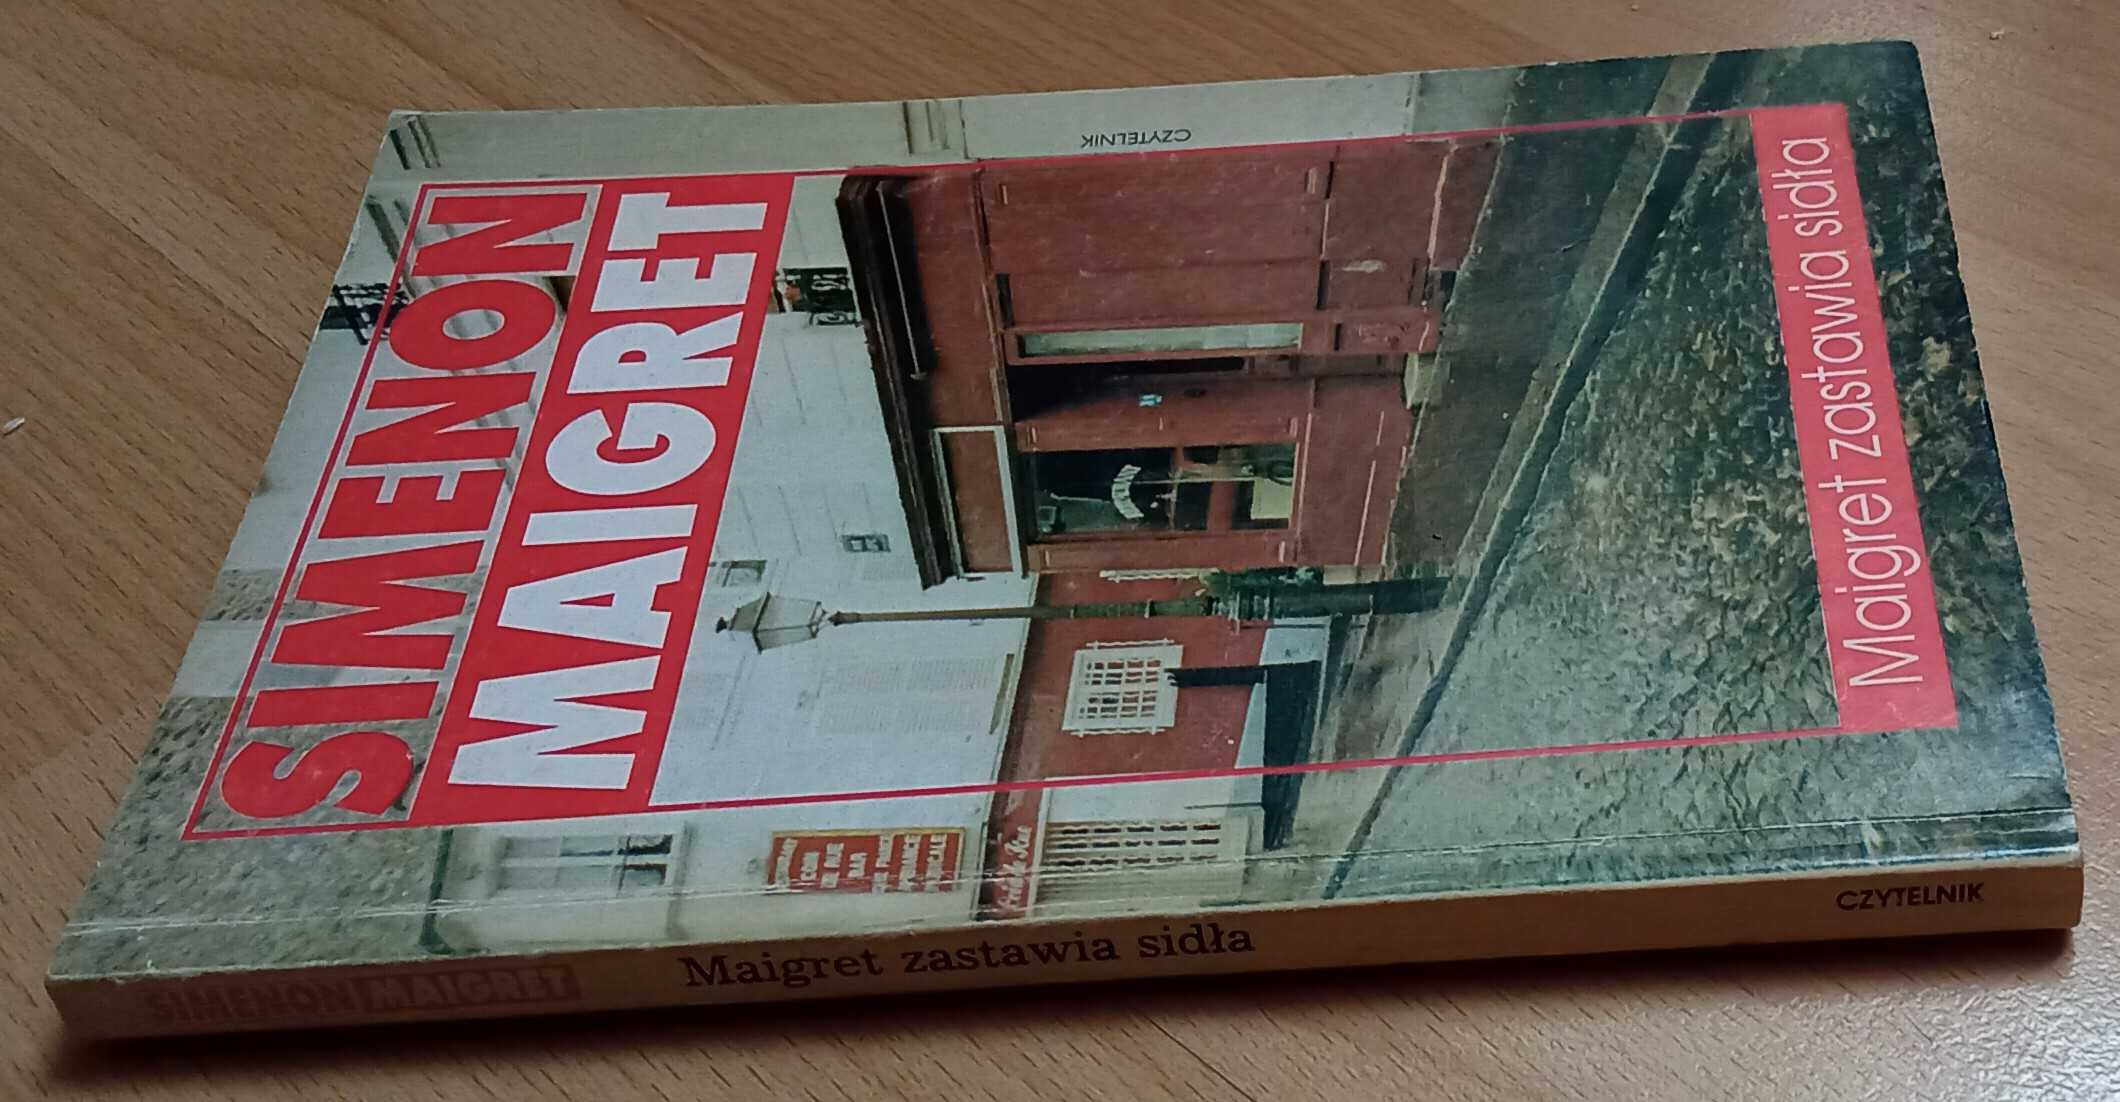 CZYTELNIK
SIMENON
MAIGRET
Maigret zastawia sidła
SIMENON MAIGRET
Maigret zastawia sidła
CZYTELNIK